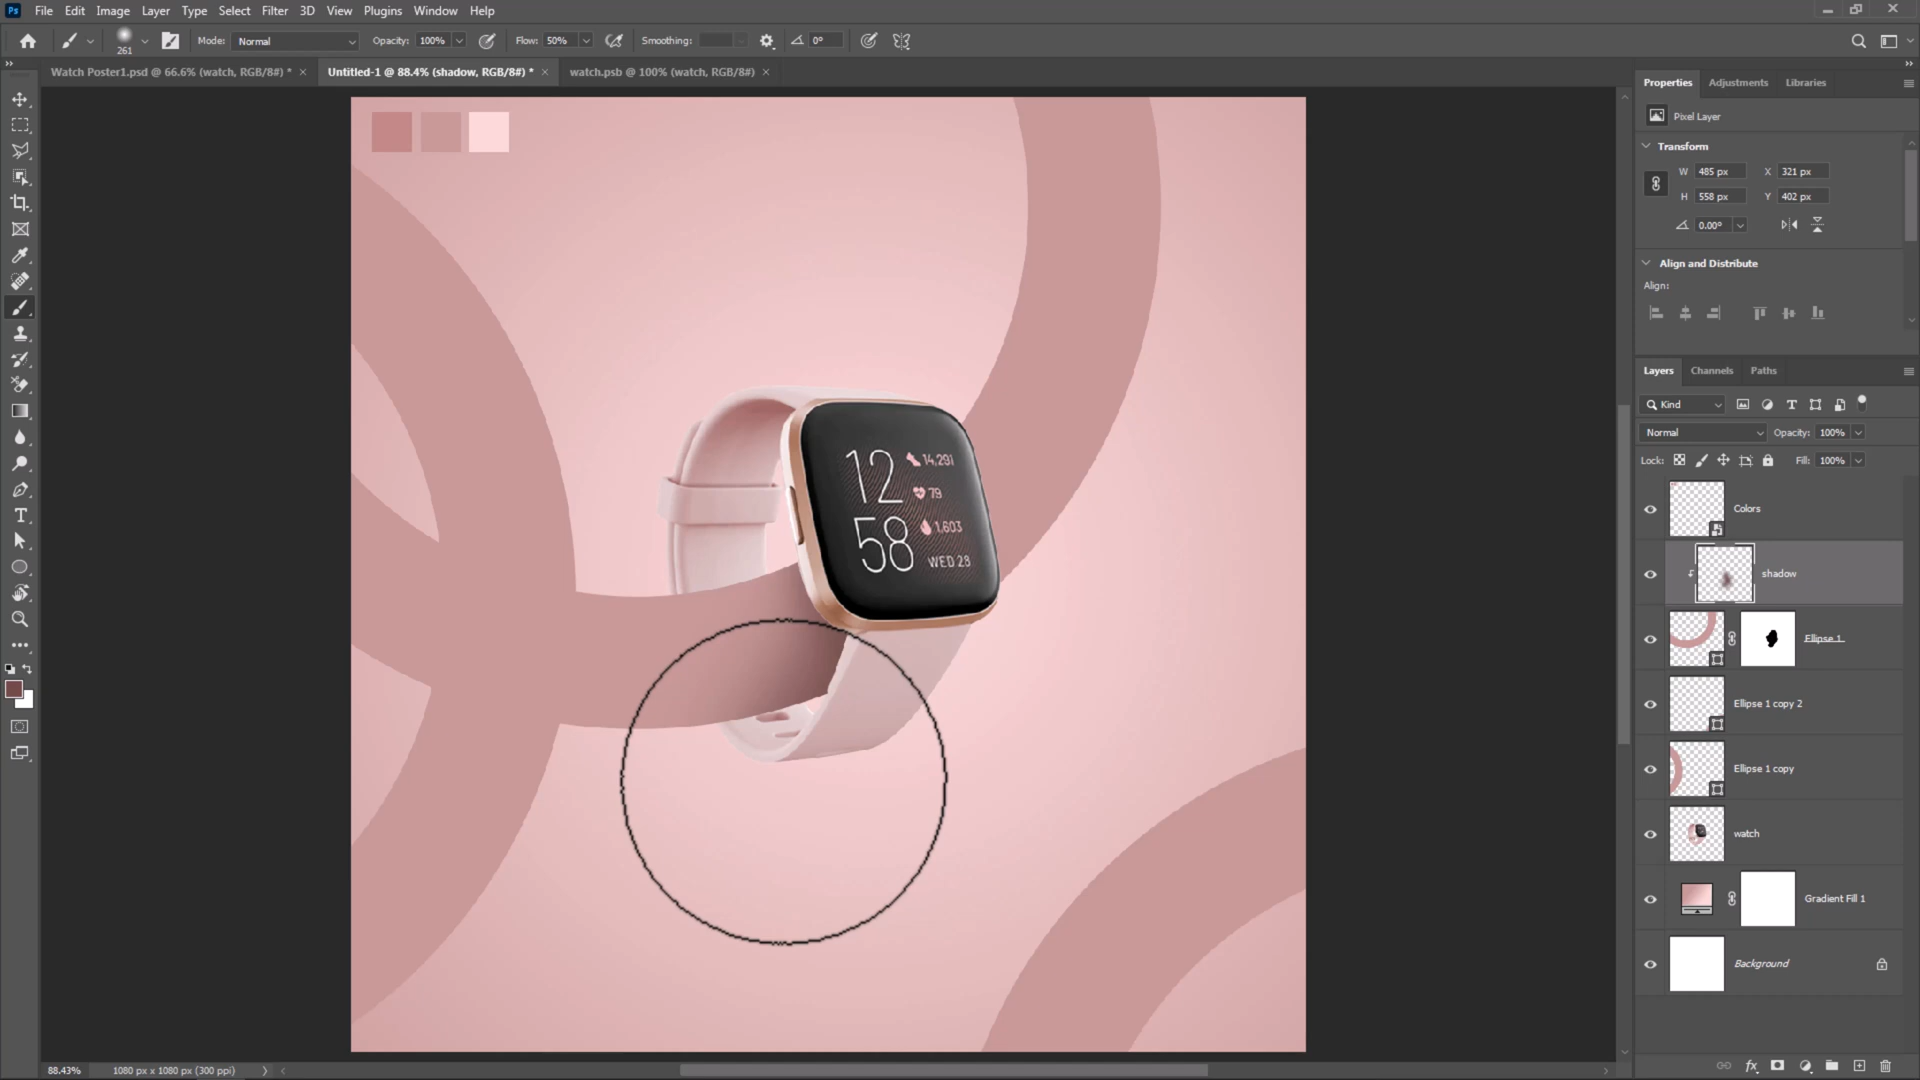 Ps File Edit Image Layer Type Select Filter 3D View Plugins Window Help
261 Mode: Normal Opacity: 100% Flow: 50% Smoothing: 0°
Watch Poster1.psd @ 66.6% (watch, RGB/8#) * × Untitled-1 @ 88.4% (shadow, RGB/8#) * × watch.psb @ 100% (watch, RGB/8#) ×
12
58
14,291
79
1,603
WED 28
Properties Adjustments Libraries
Pixel Layer
Transform
W 485 px X 321 px
H 558 px Y 402 px
0.00°
Align and Distribute
Align:
Layers Channels Paths
Kind
Normal Opacity: 100%
Lock: Fill: 100%
Colors
shadow
Ellipse 1
Ellipse 1 copy 2
Ellipse 1 copy
watch
Gradient Fill 1
Background
88.43% 1080 px x 1080 px (300 ppi)